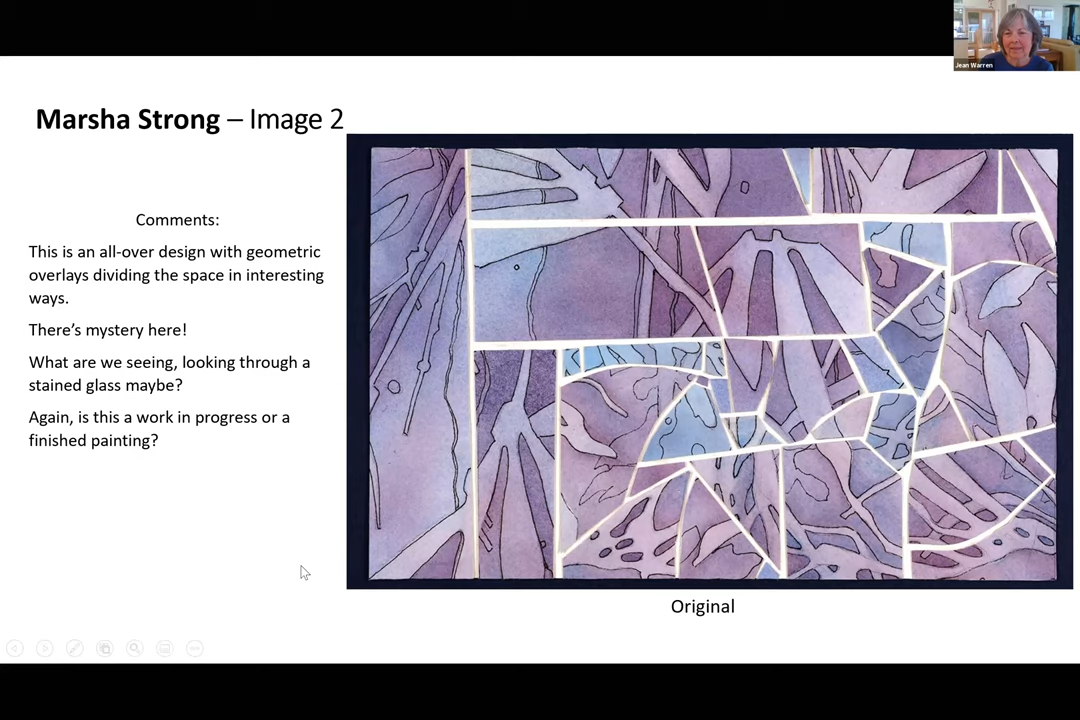 Jean Warren
Marsha Strong – Image 2
Comments:
This is an all-over design with geometric
overlays dividing the space in interesting
ways.
There’s mystery here!
What are we seeing, looking through a
stained glass maybe?
Again, is this a work in progress or a
finished painting?
Original